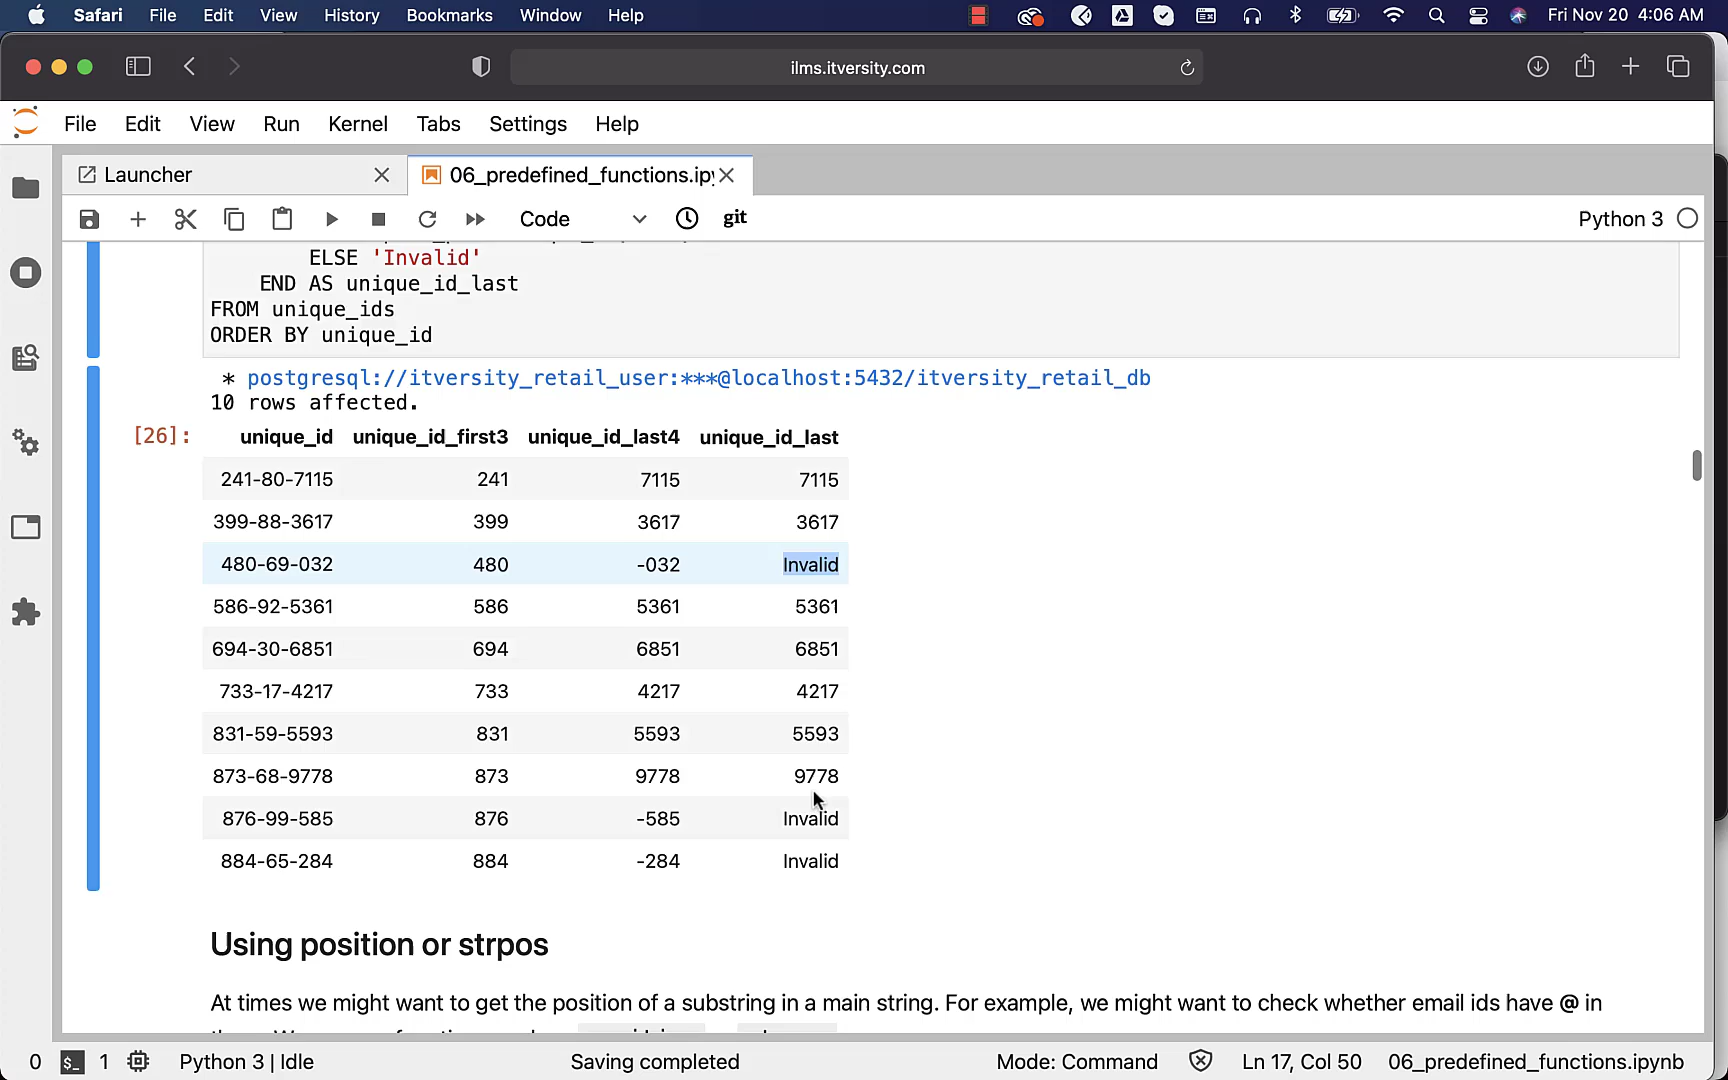 Safari File Edit View History Bookmarks Window Help Fri Nov 20 4:06 AM
ilms.itversity.com
File Edit View Run Kernel Tabs Settings Help
Launcher 06_predefined_functions.ipy
Code git Python 3
ELSE 'Invalid'
END AS unique_id_last
FROM unique_ids
ORDER BY unique_id
* postgresql://itversity_retail_user:***@localhost:5432/itversity_retail_db
10 rows affected.
[26]: unique_id unique_id_first3 unique_id_last4 unique_id_last
241-80-7115 241 7115 7115
399-88-3617 399 3617 3617
480-69-032 480 -032 Invalid
586-92-5361 586 5361 5361
694-30-6851 694 6851 6851
733-17-4217 733 4217 4217
831-59-5593 831 5593 5593
873-68-9778 873 9778 9778
876-99-585 876 -585 Invalid
884-65-284 884 -284 Invalid
Using position or strpos
At times we might want to get the position of a substring in a main string. For example, we might want to check whether email ids have @ in
0 $_ 1 Python 3 | Idle Saving completed Mode: Command Ln 17, Col 50 06_predefined_functions.ipynb